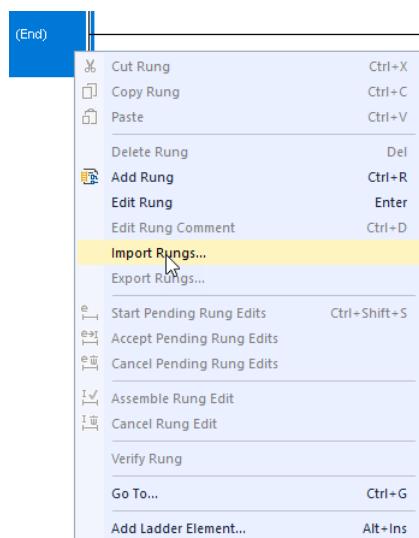 (End)
Cut Rung Ctrl+X
Copy Rung Ctrl+C
Paste Ctrl+V
Delete Rung Del
Add Rung Ctrl+R
Edit Rung Enter
Edit Rung Comment Ctrl+D
Import Rungs...
Export Rungs...
Start Pending Rung Edits Ctrl+Shift+S
Accept Pending Rung Edits
Cancel Pending Rung Edits
Assemble Rung Edit
Cancel Rung Edit
Verify Rung
Go To... Ctrl+G
Add Ladder Element... Alt+Ins